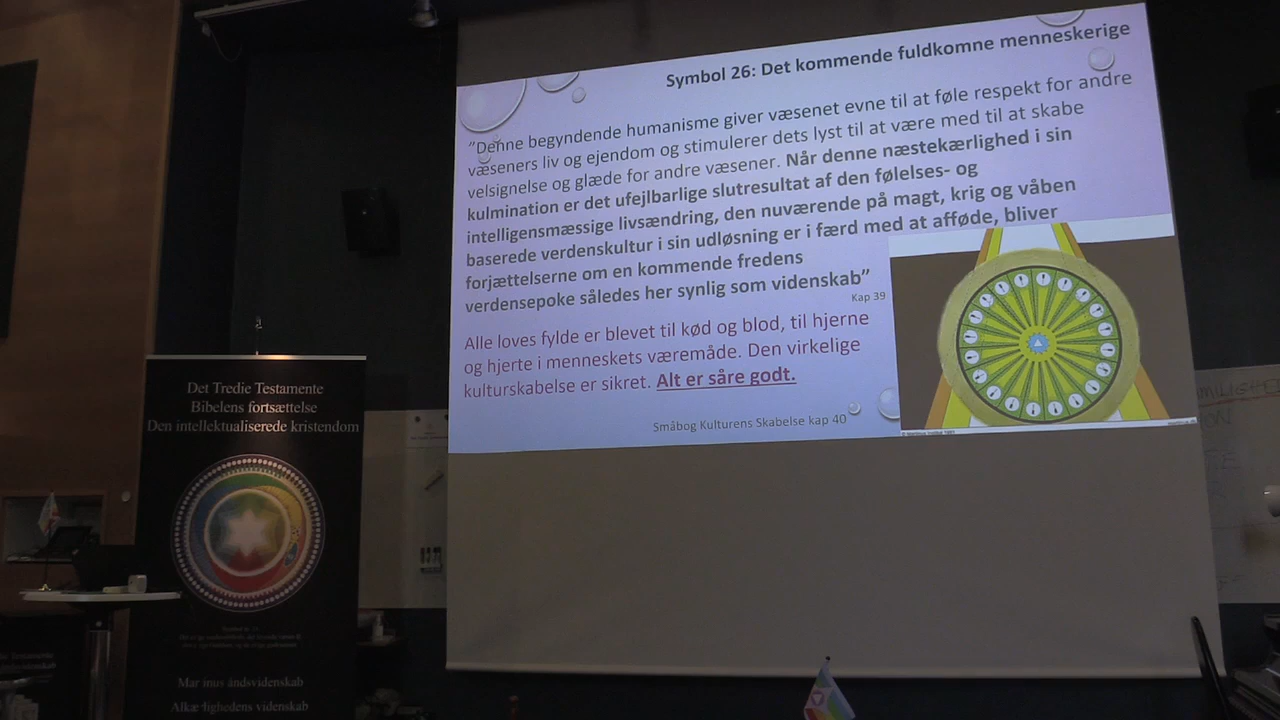 Symbol 26: Det kommende fuldkomne menneskerige
"Denne begyndende humanisme giver væsenet evne til at føle respekt for andre
væseners liv og ejendom og stimulerer dets lyst til at være med til at skabe
velsignelse og glæde for andre væsener. Når denne næstekærlighed i sin
kulmination er det ufejlbarlige slutresultat af den følelses- og
intelligensmæssige livsændring, den nuværende på magt, krig og våben
baserede verdenskultur i sin udløsning er i færd med at afføde, bliver
forjættelserne om en kommende fredens
verdensepoke således her synlig som videnskab"
Kap 39
Alle loves fylde er blevet til kød og blod, til hjerne
og hjerte i menneskets væremåde. Den virkelige
kulturskabelse er sikret. Alt er såre godt.
Småbog Kulturens Skabelse kap 40
Det Tredie Testamente
Bibelens fortsættelse
Den intellektualiserede kristendom
Mar inus åndsvidenskab
Alkæ lighedens videnskab